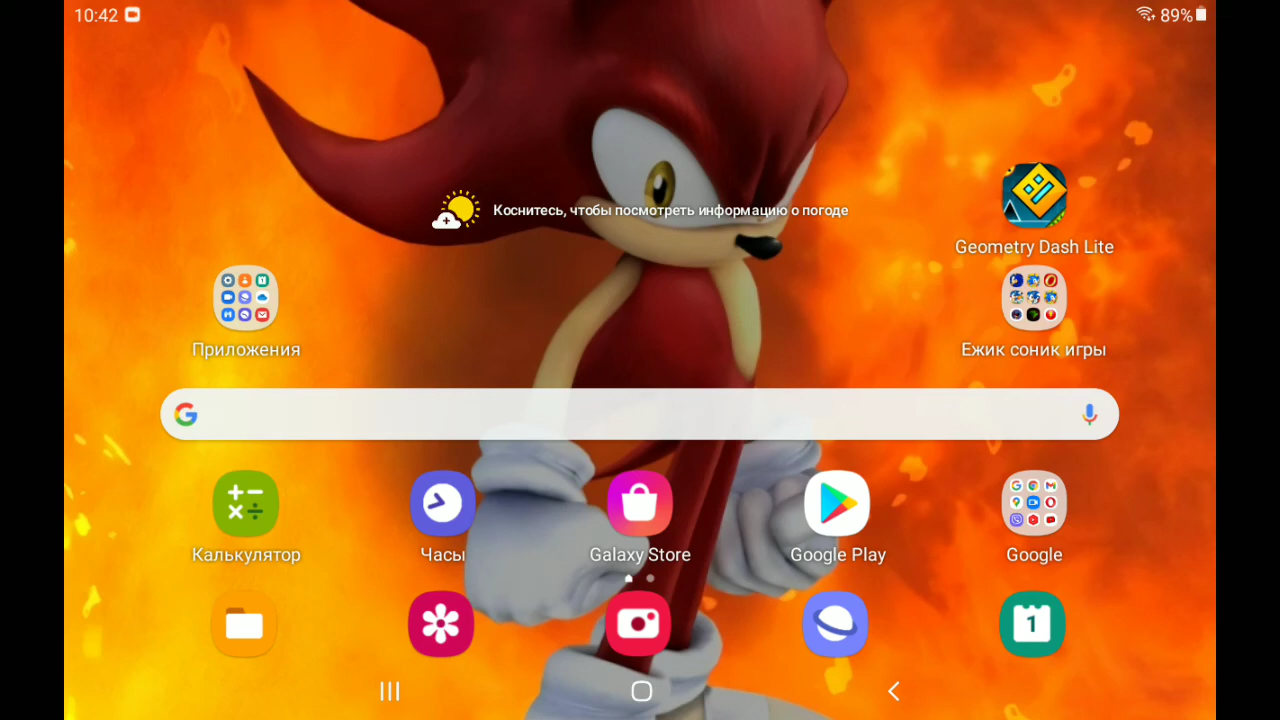 10:42
89%
Коснитесь, чтобы посмотреть информацию о погоде
Geometry Dash Lite
Приложения
Ежик соник игры
Калькулятор
Часы
Galaxy Store
Google Play
Google
1